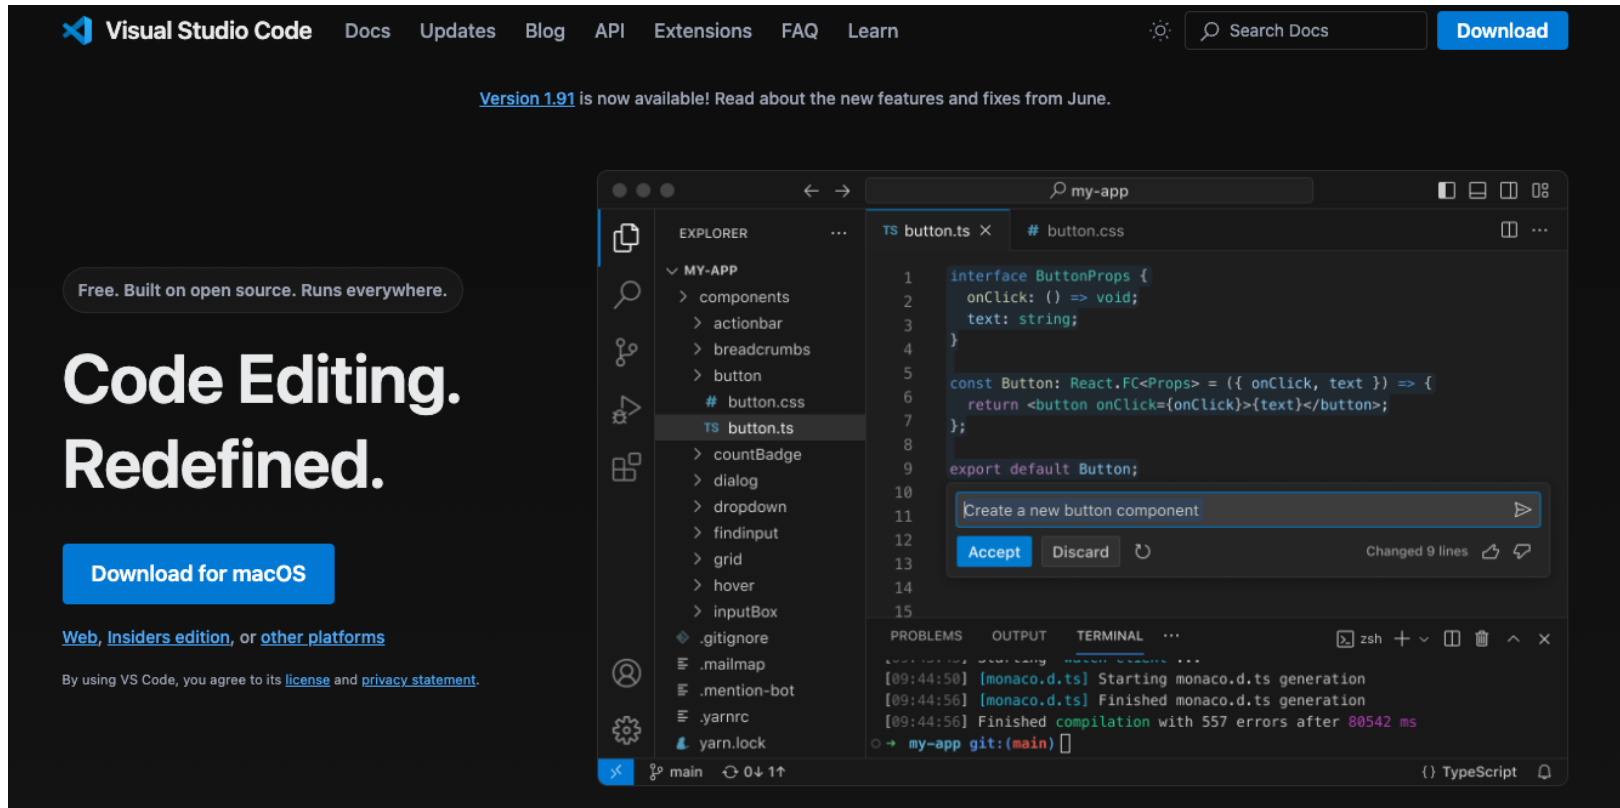 Visual Studio Code Docs Updates Blog API Extensions FAQ Learn Search Docs Download
Version 1.91 is now available! Read about the new features and fixes from June.
Free. Built on open source. Runs everywhere.
Code Editing.
Redefined.
Download for macOS
Web, Insiders edition, or other platforms
By using VS Code, you agree to its license and privacy statement.
my-app
EXPLORER ···
MY-APP
components
actionbar
breadcrumbs
button
# button.css
TS button.ts
countBadge
dialog
dropdown
findinput
grid
hover
inputBox
.gitignore
.mailmap
.mention-bot
.yarnrc
yarn.lock
TS button.ts # button.css
1 interface ButtonProps {
2 onClick: () => void;
3 text: string;
4 }
5
6 const Button: React.FC<Props> = ({ onClick, text }) => {
7 return <button onClick={onClick}>{text}</button>;
8 };
9 export default Button;
10
11
12
13
14
15
Create a new button component
Accept Discard Changed 9 lines
PROBLEMS OUTPUT TERMINAL ··· zsh
[09:44:50] [monaco.d.ts] Starting monaco.d.ts generation
[09:44:56] [monaco.d.ts] Finished monaco.d.ts generation
[09:44:56] Finished compilation with 557 errors after 80542 ms
my-app git:(main)
main 0↓ 1↑ {} TypeScript